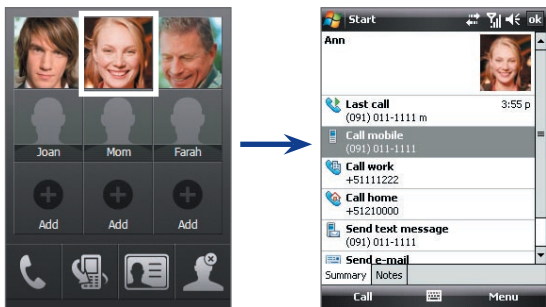 Joan Mom Farah
Add Add Add
Start ok
Ann
Last call 3:55 p
(091) 011-1111 m
Call mobile
(091) 011-1111
Call work
+51111222
Call home
+51210000
Send text message
(091) 011-1111
Send e-mail
Summary Notes
Call Menu